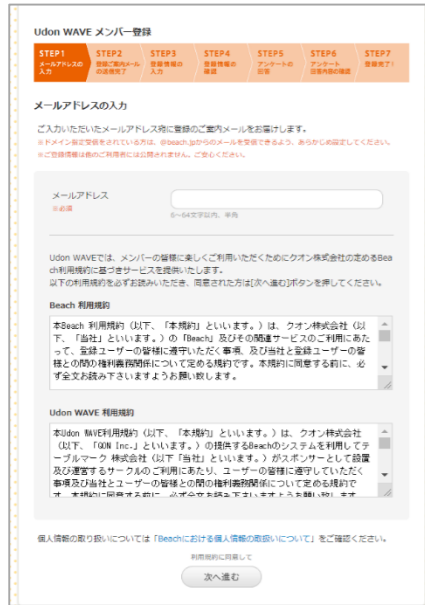 Udon WAVE メンバー登録
STEP1 メールアドレスの入力
STEP2 登録ご案内メールの送信完了
STEP3 登録情報の入力
STEP4 登録情報の確認
STEP5 アンケートの回答
STEP6 アンケート回答内容の確認
STEP7 登録完了!
メールアドレスの入力
ご入力いただいたメールアドレス宛に登録のご案内メールをお届けします。
※ドメイン指定受信をされている方は、@beach.jpからのメールを受信できるよう、あらかじめ設定してください。
※ご登録情報は他のご利用者には公開されません。ご安心ください。
メールアドレス
※必須
6～64文字以内、半角
Udon WAVEでは、メンバーの皆様に楽しくご利用いただくためにクオン株式会社の定めるBea
ch利用規約に基づきサービスを提供いたします。
以下の利用規約を必ずお読みいただき、同意された方は[次へ進む]ボタンを押してください。
Beach 利用規約
本Beach 利用規約（以下、「本規約」といいます。）は、クオン株式会社（以
下、「当社」といいます。）の「Beach」及びその関連サービスのご利用にあた
って、登録ユーザーの皆様に遵守いただく事項、及び当社と登録ユーザーの皆
様との間の権利義務関係について定める規約です。本規約に同意する前に、必
ず全文お読み下さいますようお願い致します。
Udon WAVE 利用規約
本Udon WAVE利用規約（以下、「本規約」といいます。）は、クオン株式会社
（以下、「QON Inc.」といいます。）の提供するBeachのシステムを利用してテ
ーブルマーク 株式会社（以下「当社」といいます。）がスポンサーとして設置
及び運営するサークルのご利用にあたり、ユーザーの皆様に遵守していただく
事項及び当社とユーザーの皆様との間の権利義務関係について定める規約で
す。本規約に同意する前に、必ず全文お読み下さいますようお願い致します。
個人情報の取り扱いについては「Beachにおける個人情報の取扱いについて」をご確認ください。
利用規約に同意して
次へ進む